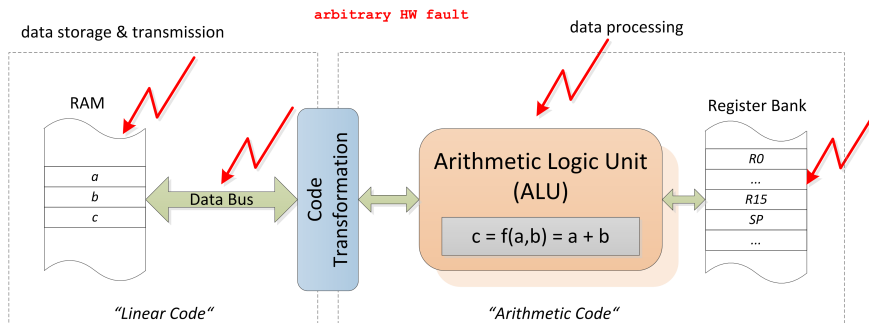 arbitrary HW fault
data storage & transmission
data processing
RAM
Register Bank
a
b
c
Data Bus
Code
Transformation
Arithmetic Logic Unit
(ALU)
c = f(a,b) = a + b
R0
...
R15
SP
...
“Linear Code“
“Arithmetic Code“